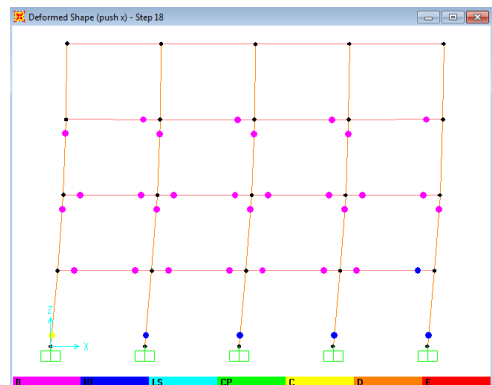 Deformed Shape (push x) - Step 18
Z
X
B IO LS CP C D E